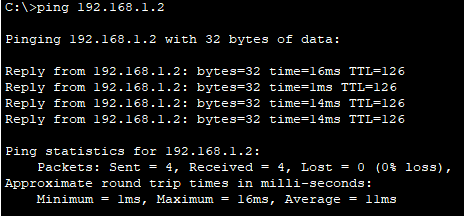 C:\>ping 192.168.1.2
Pinging 192.168.1.2 with 32 bytes of data:
Reply from 192.168.1.2: bytes=32 time=16ms TTL=126
Reply from 192.168.1.2: bytes=32 time=1ms TTL=126
Reply from 192.168.1.2: bytes=32 time=14ms TTL=126
Reply from 192.168.1.2: bytes=32 time=14ms TTL=126
Ping statistics for 192.168.1.2:
Packets: Sent = 4, Received = 4, Lost = 0 (0% loss),
Approximate round trip times in milli-seconds:
Minimum = 1ms, Maximum = 16ms, Average = 11ms